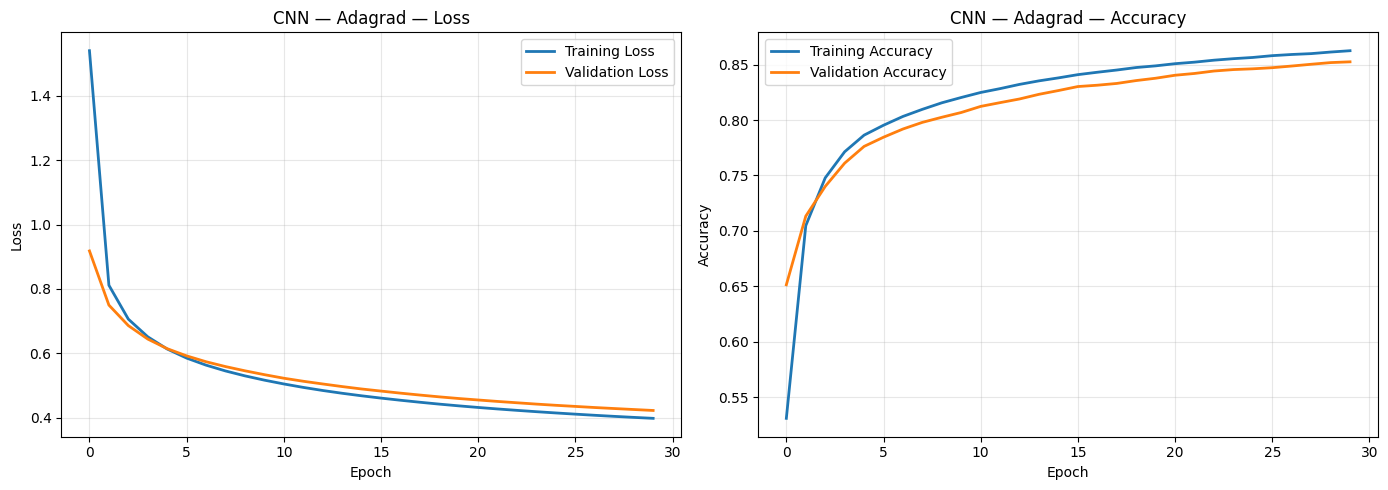 CNN — Adagrad — Loss
Training Loss
Validation Loss
1.4
1.2
1.0
0.8
0.6
0.4
Loss
0
5
10
15
20
25
30
Epoch
CNN — Adagrad — Accuracy
Training Accuracy
Validation Accuracy
0.85
0.80
0.75
0.70
0.65
0.60
0.55
Accuracy
0
5
10
15
20
25
30
Epoch